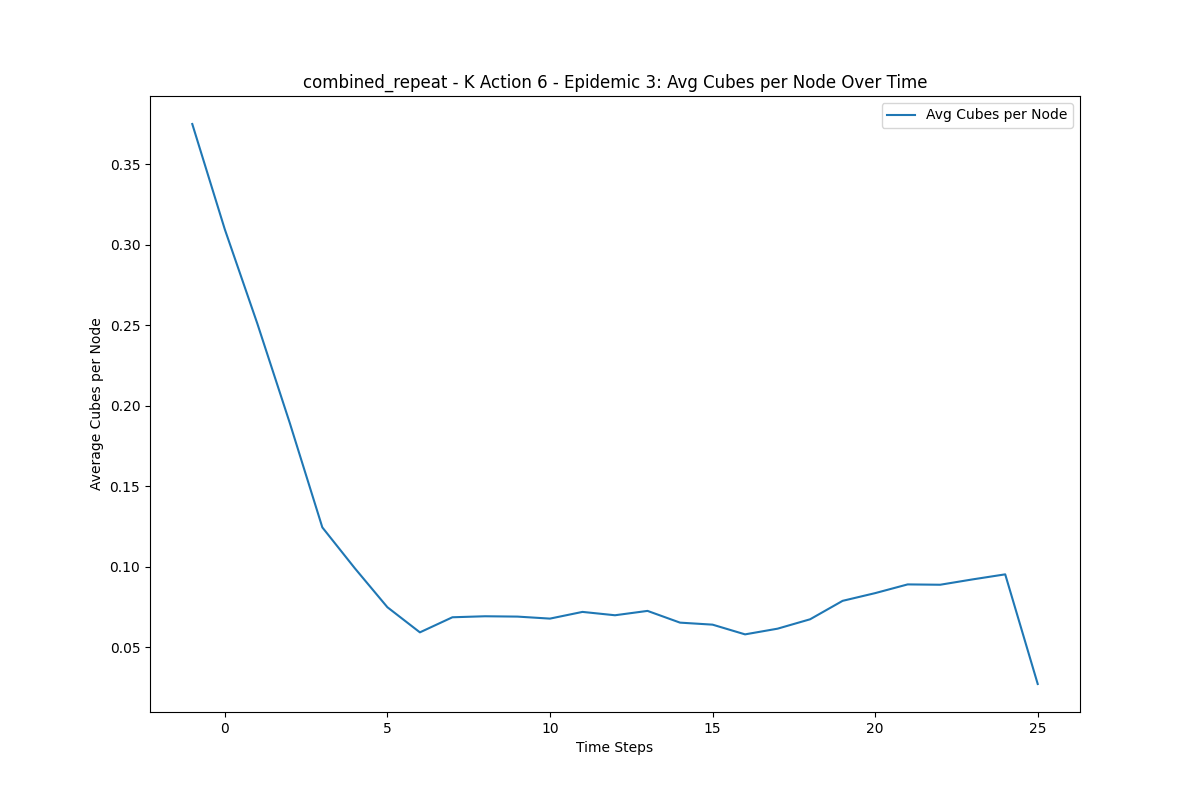 combined_repeat - K Action 6 - Epidemic 3: Avg Cubes per Node Over Time
Avg Cubes per Node
0.35
0.30
0.25
0.20
0.15
0.10
0.05
Average Cubes per Node
0 5 10 15 20 25
Time Steps